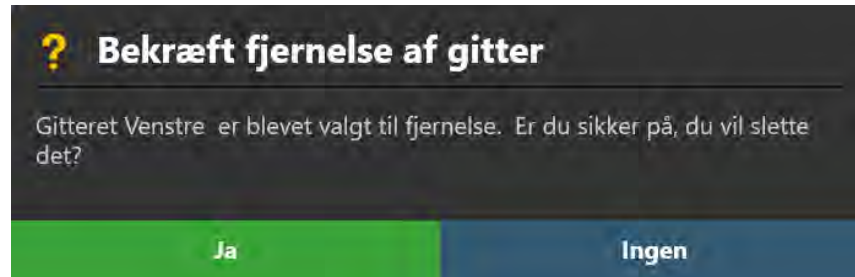 ? Bekræft fjernelse af gitter
Gitteret Venstre  er blevet valgt til fjernelse.  Er du sikker på, du vil slette
det?
Ja
Ingen